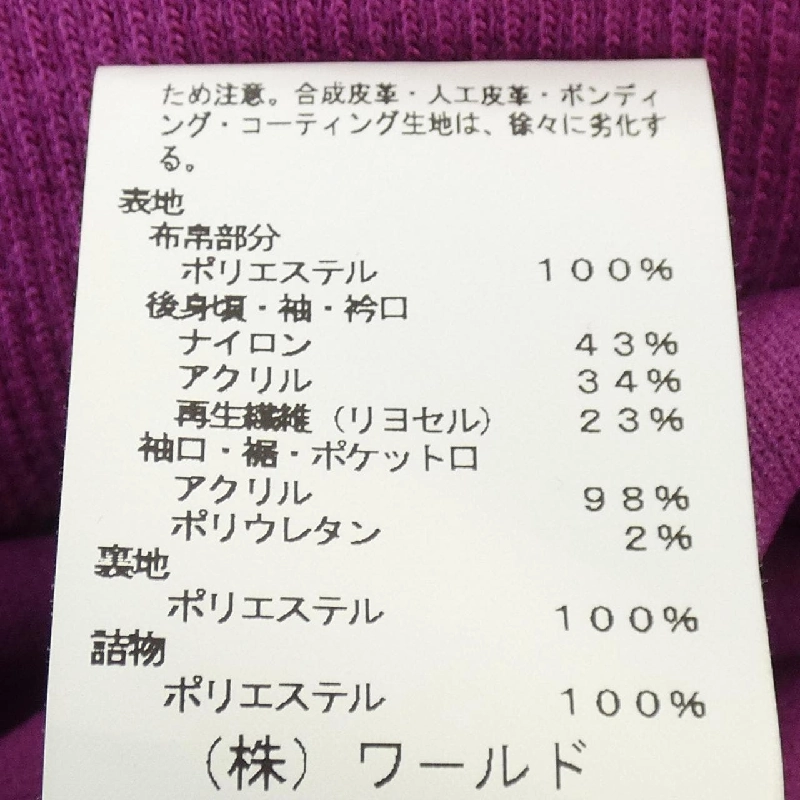 ため注意。合成皮革・人工皮革・ボンディ
ング・コーティング生地は、徐々に劣化す
る。
表地
布帛部分
ポリエステル 100%
後身頃・袖・衿口
ナイロン 43%
アクリル 34%
再生繊維（リヨセル） 23%
袖口・裾・ポケット口
アクリル 98%
ポリウレタン 2%
裏地
ポリエステル 100%
詰物
ポリエステル 100%
（株）ワールド